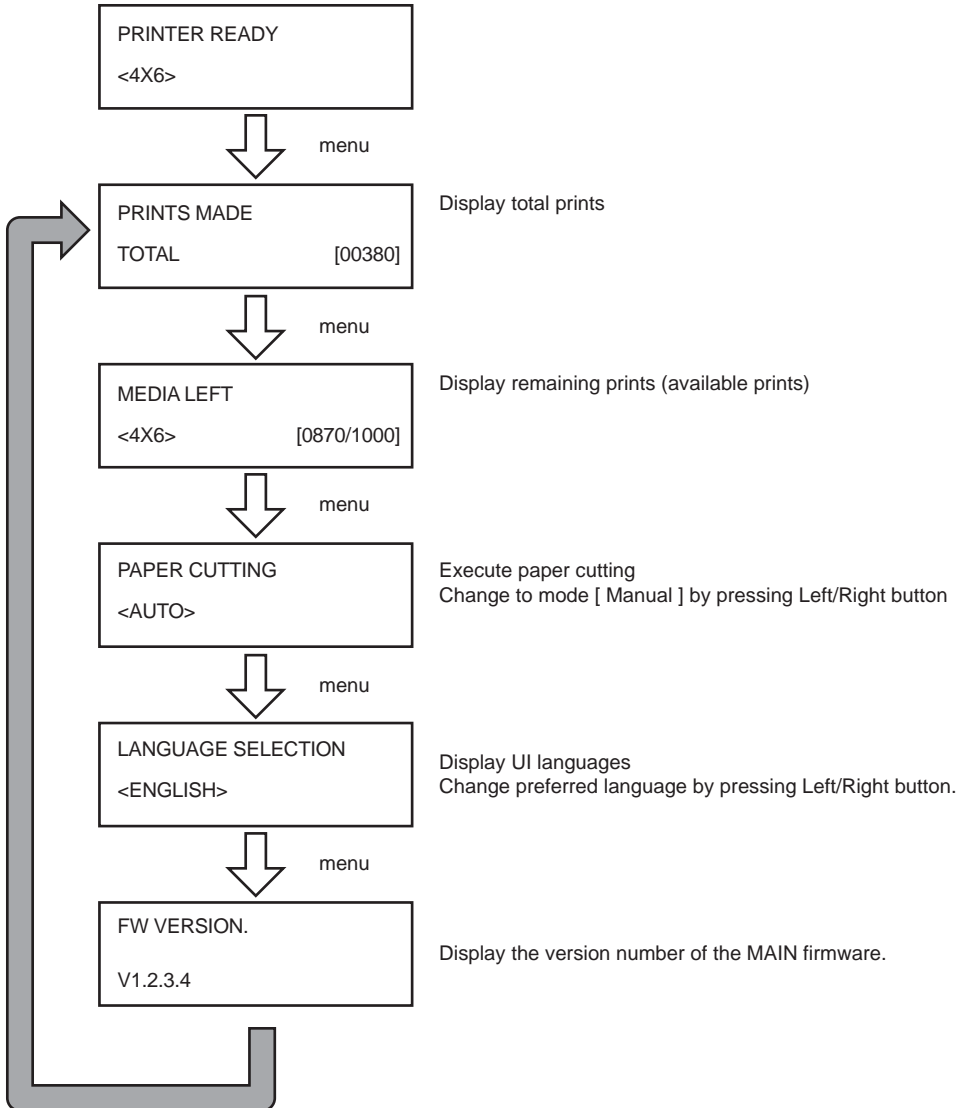 PRINTER READY
<4X6>
menu
PRINTS MADE
TOTAL [00380]
Display total prints
menu
MEDIA LEFT
<4X6> [0870/1000]
Display remaining prints (available prints)
menu
PAPER CUTTING
<AUTO>
Execute paper cutting
Change to mode [ Manual ] by pressing Left/Right button
menu
LANGUAGE SELECTION
<ENGLISH>
Display UI languages
Change preferred language by pressing Left/Right button.
menu
FW VERSION.
V1.2.3.4
Display the version number of the MAIN firmware.